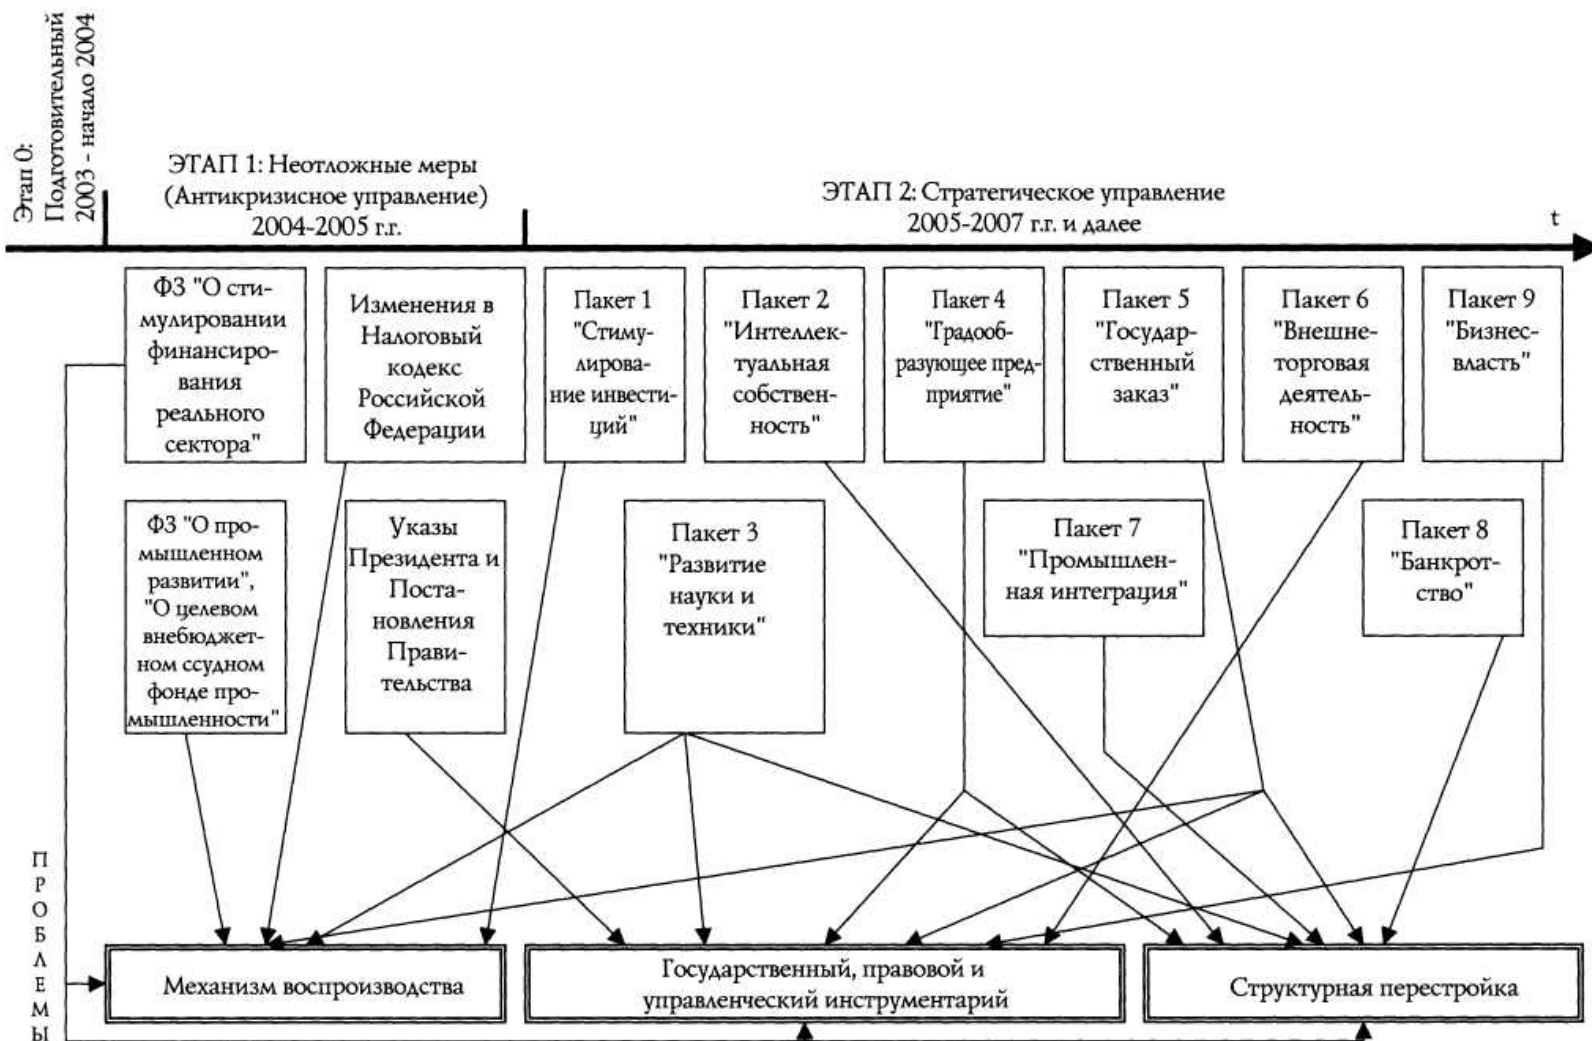 Этап 0:
Подготовительный
2003 - начало 2004
ЭТАП 1: Неотложные меры
(Антикризисное управление)
2004-2005 г.г.
ЭТАП 2: Стратегическое управление
2005-2007 г.г. и далее
t
ФЗ "О сти-
мулировании
финансиро-
вания
реального
сектора"
Изменения в
Налоговый
кодекс
Российской
Федерации
Пакет 1
"Стиму-
лирова-
ние инвести-
ций"
Пакет 2
"Интеллек-
туальная
собствен-
ность"
Пакет 4
"Градооб-
разующее пред-
приятие"
Пакет 5
"Государ-
ственный
заказ"
Пакет 6
"Внешне-
торговая
деятель-
ность"
Пакет 9
"Бизнес-
власть"
ФЗ "О про-
мышленном
развитии",
"О целевом
внебюджет-
ном ссудном
фонде про-
мышленности"
Указы
Президента и
Поста-
новления
Прави-
тельства
Пакет 3
"Развитие
науки и
техники"
Пакет 7
"Промышлен-
ная интеграция"
Пакет 8
"Банкрот-
ство"
ПРОБЛЕМЫ
Механизм воспроизводства
Государственный, правовой и
управленческий инструментарий
Структурная перестройка